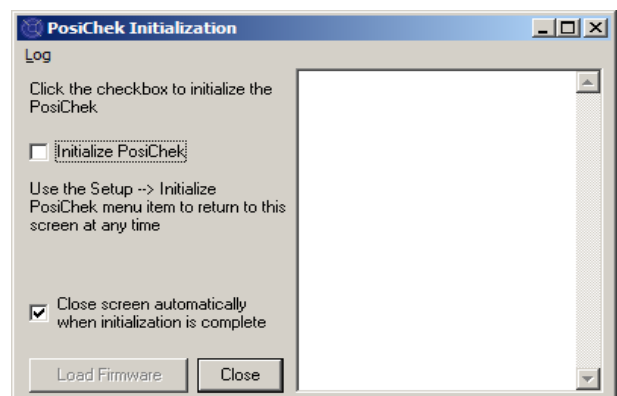 PosiChek Initialization
Log
Click the checkbox to initialize the
PosiChek
Initialize PosiChek
Use the Setup --> Initialize
PosiChek menu item to return to this
screen at any time
Close screen automatically
when initialization is complete
Load Firmware
Close